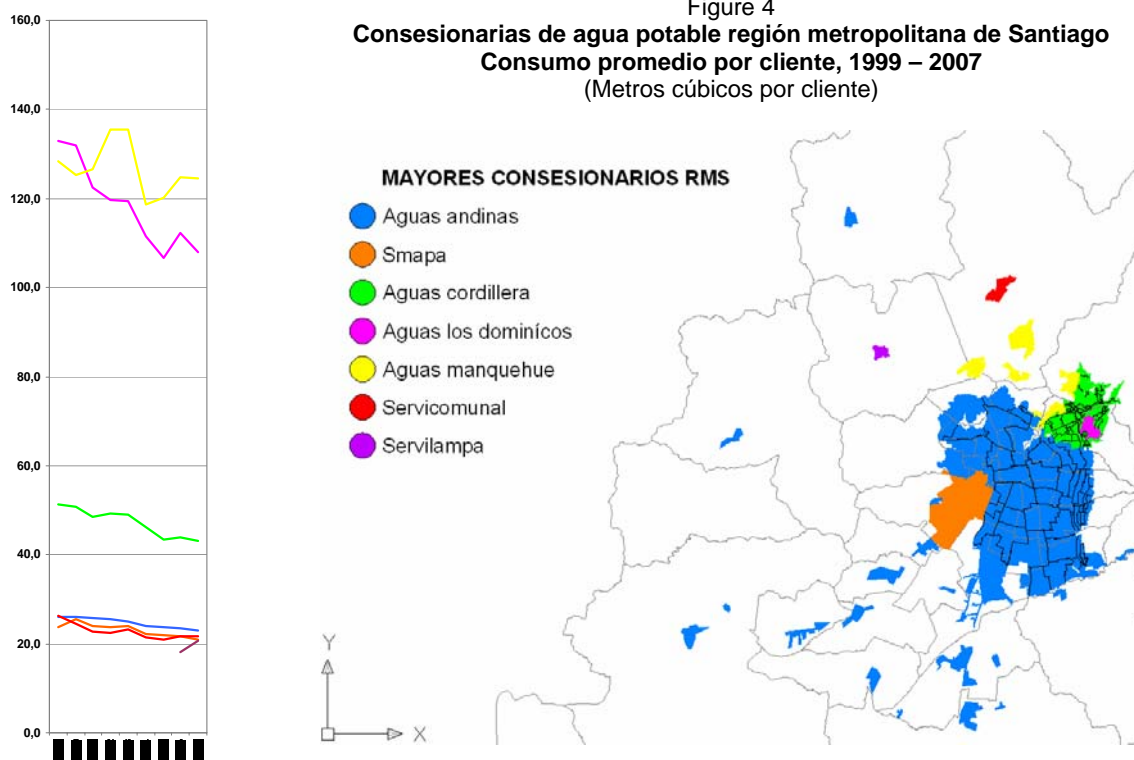 Figure 4
Consesionarias de agua potable región metropolitana de Santiago
Consumo promedio por cliente, 1999 – 2007
(Metros cúbicos por cliente)
160,0
140,0
120,0
100,0
80,0
60,0
40,0
20,0
0,0
MAYORES CONSESIONARIOS RMS
Aguas andinas
Smapa
Aguas cordillera
Aguas los domínícos
Aguas manquehue
Servicomunal
Servilampa
Y
X